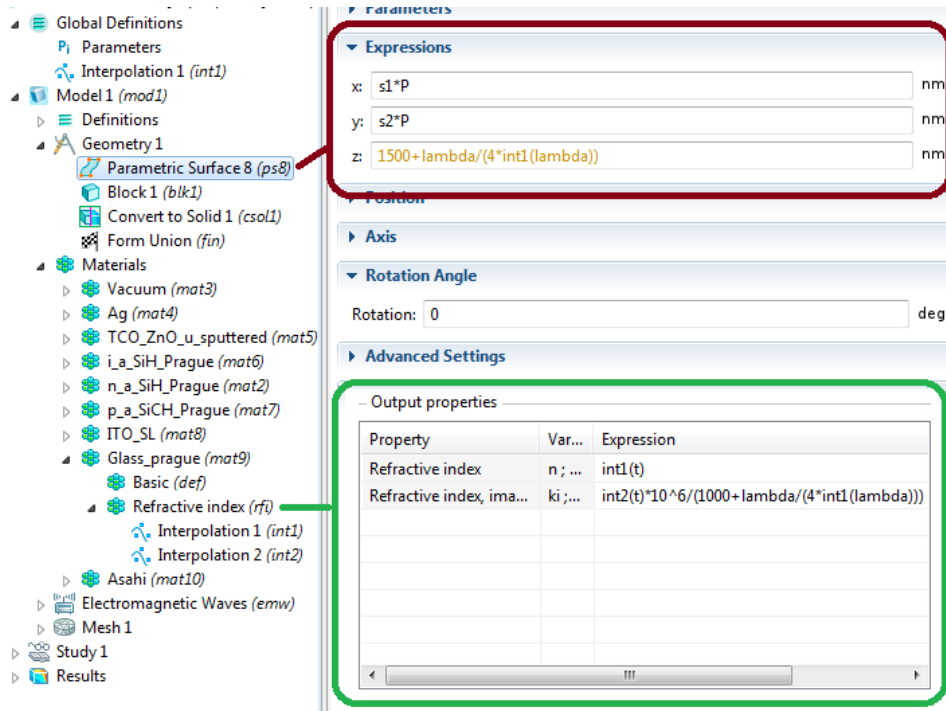 Global Definitions
Pi Parameters
Interpolation 1 (int1)
Model 1 (mod1)
Definitions
Geometry 1
Parametric Surface 8 (ps8)
Block 1 (blk1)
Convert to Solid 1 (csol1)
Form Union (fin)
Materials
Vacuum (mat3)
Ag (mat4)
TCO_ZnO_u_sputtered (mat5)
i_a_SiH_Prague (mat6)
n_a_SiH_Prague (mat2)
p_a_SiCH_Prague (mat7)
ITO_SL (mat8)
Glass_prague (mat9)
Basic (def)
Refractive index (rfi)
Interpolation 1 (int1)
Interpolation 2 (int2)
Asahi (mat10)
Electromagnetic Waves (emw)
Mesh 1
Study 1
Results
Parameters
Expressions
x: s1*P nm
y: s2*P nm
z: 1500+lambda/(4*int1(lambda)) nm
Position
Axis
Rotation Angle
Rotation: 0 deg
Advanced Settings
Output properties
Property Var... Expression
Refractive index n ; ... int1(t)
Refractive index, ima... ki ;... int2(t)*10^6/(1000+lambda/(4*int1(lambda)))